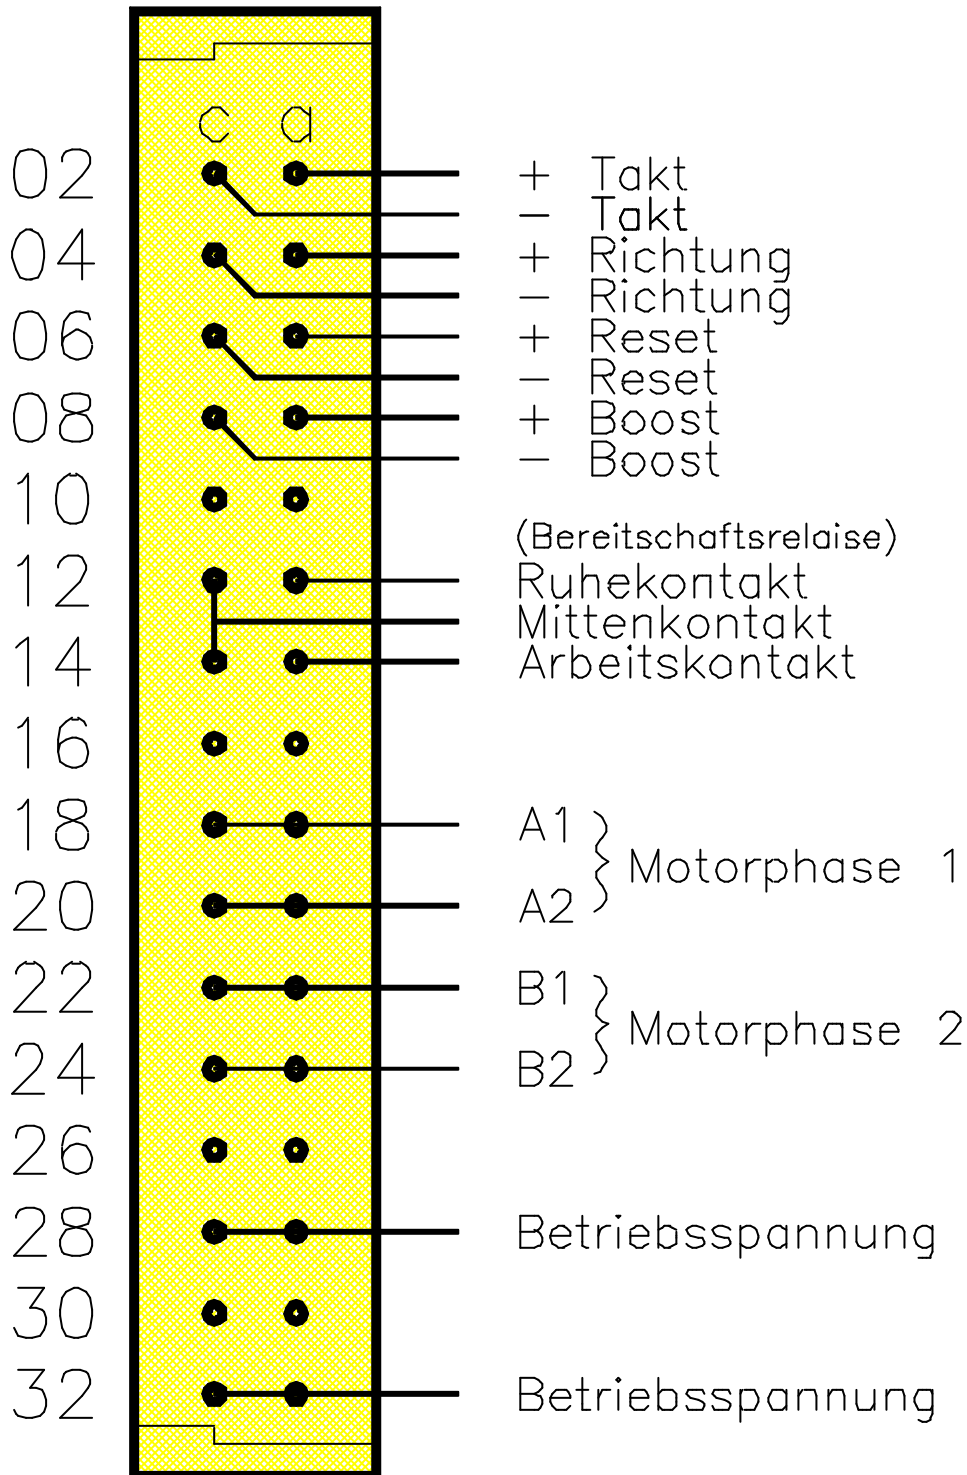 c a
02 + Takt
- Takt
04 + Richtung
- Richtung
06 + Reset
- Reset
08 + Boost
- Boost
10
(Bereitschaftsrelaise)
12 Ruhekontakt
Mittenkontakt
14 Arbeitskontakt
16
18 A1
Motorphase 1
20 A2
22 B1
Motorphase 2
24 B2
26
28 Betriebsspannung
30
32 Betriebsspannung